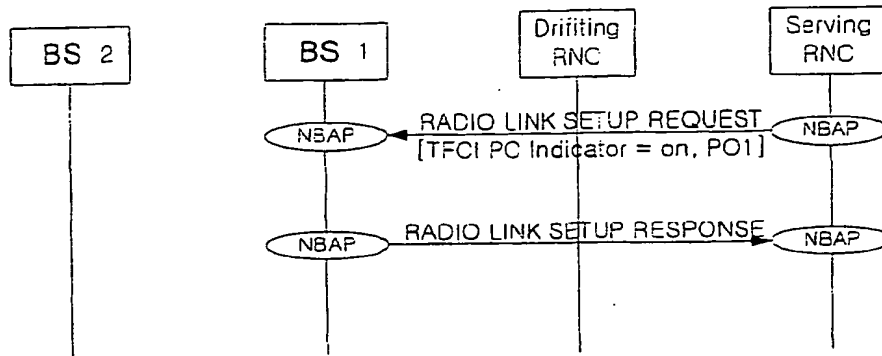 BS 2
BS 1
Drifiting
RNC
Serving
RNC
NBAP
RADIO LINK SETUP REQUEST
NBAP
[TFCI PC Indicator = on, PO1]
NBAP
RADIO LINK SETUP RESPONSE
NBAP